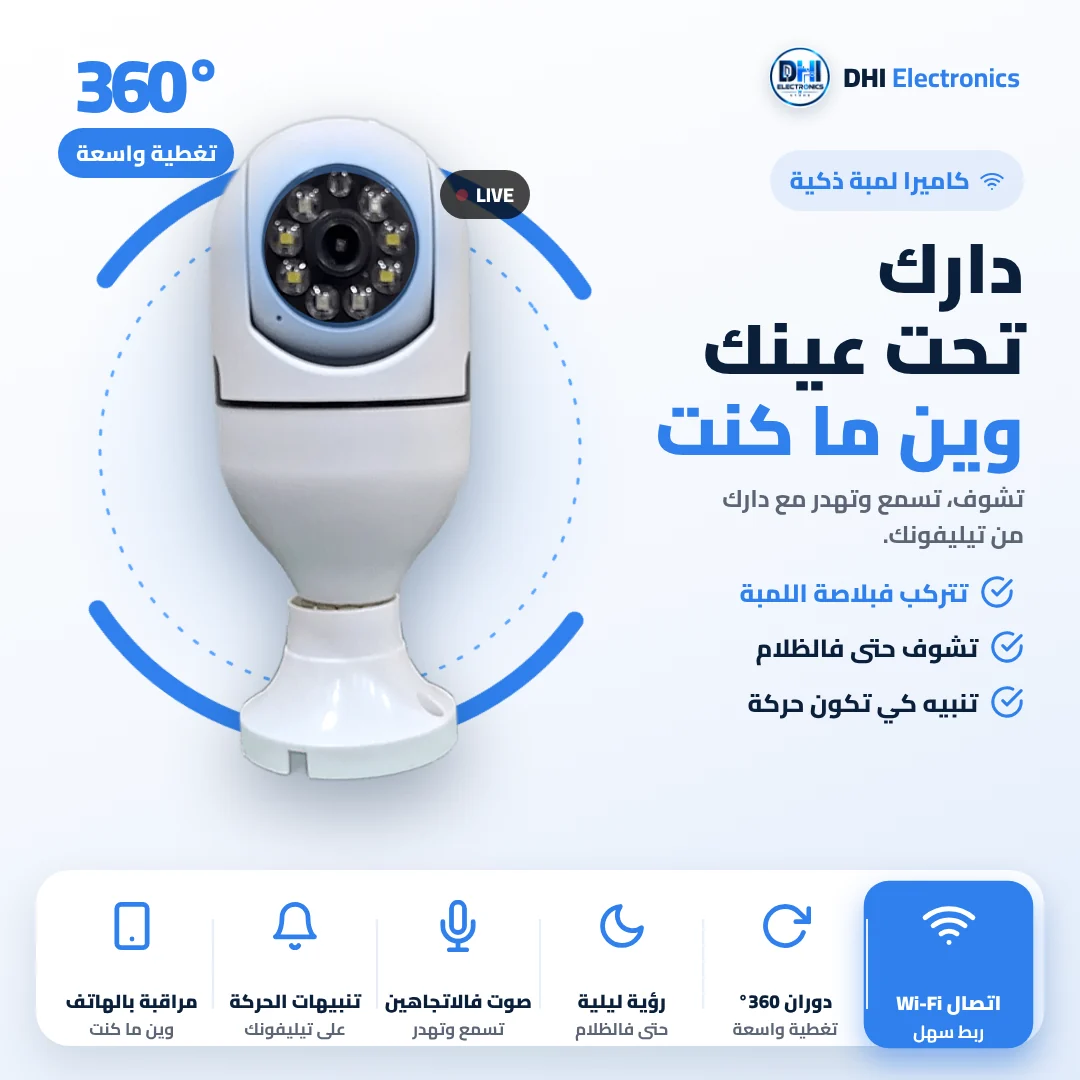 360°
تغطية واسعة
DHI
ELECTRONICS
DHI Electronics
LIVE
كاميرا لمبة ذكية
دارك
تحت عينك
وين ما كنت
تشوف، تسمع وتهدر مع دارك
من تيليفونك.
تتركب فبلاصة اللمبة
تشوف حتى فالظلام
تنبيه كي تكون حركة
اتصال Wi-Fi
ربط سهل
دوران 360°
تغطية واسعة
رؤية ليلية
حتى فالظلام
صوت فالاتجاهين
تسمع وتهدر
تنبيهات الحركة
على تيليفونك
مراقبة بالهاتف
وين ما كنت